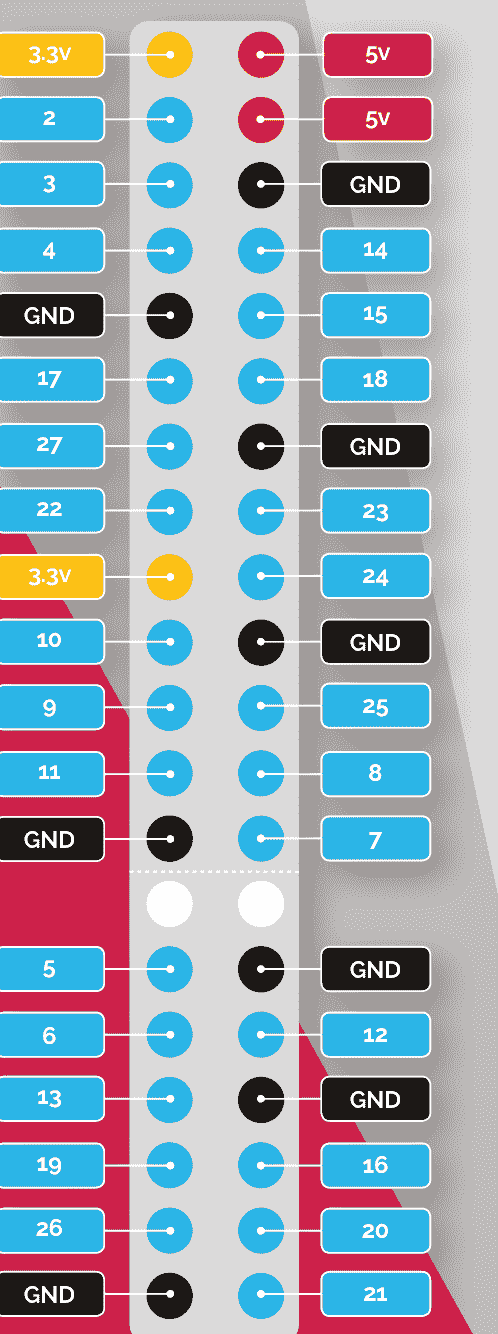 3.3V 5V
2 5V
3 GND
4 14
GND 15
17 18
27 GND
22 23
3.3V 24
10 GND
9 25
11 8
GND 7
5 GND
6 12
13 GND
19 16
26 20
GND 21